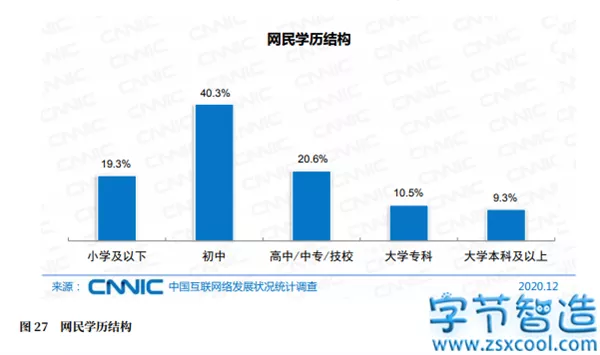 网民学历结构
40.3%
19.3%
20.6%
10.5%
9.3%
小学及以下
初中
高中/中专/技校
大学专科
大学本科及以上
来源：CNNIC 中国互联网络发展状况统计调查
2020.12
图 27 网民学历结构
字节智造
www.zsxcool.com